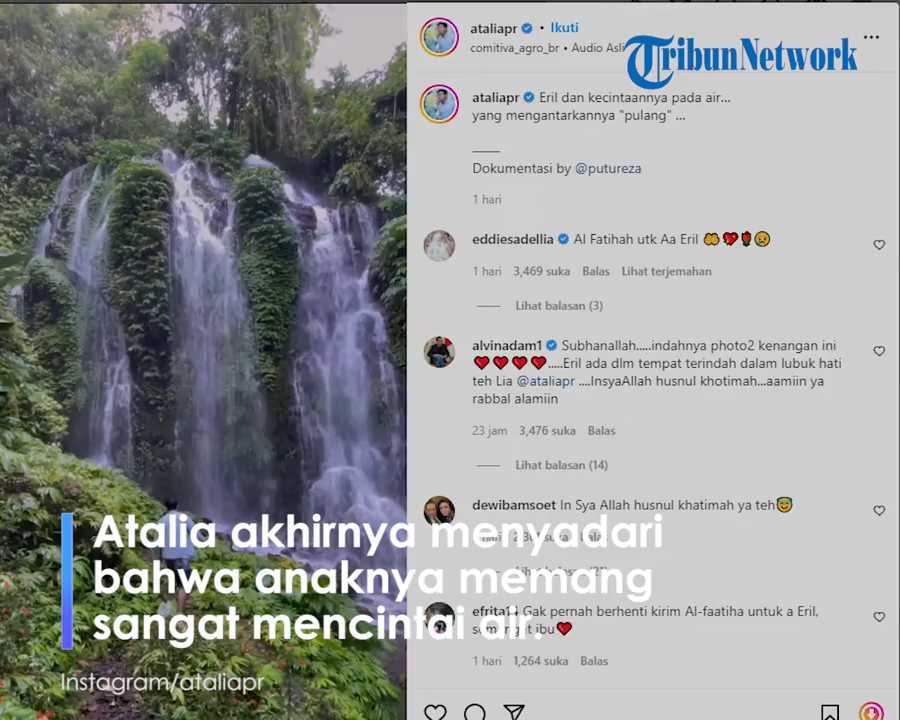 ataliapr • Ikuti
comitiva_agro_br • Audio Asli
TribunNetwork
ataliapr Eril dan kecintaannya pada air...
yang mengantarkannya "pulang" ...
Dokumentasi by @putureza
1 hari
eddiesadellia Al Fatihah utk Aa Eril
1 hari 3,469 suka Balas Lihat terjemahan
Lihat balasan (3)
alvinadam1 Subhanallah.....indahnya photo2 kenangan ini
.....Eril ada dlm tempat terindah dalam lubuk hati
teh Lia @ataliapr ....InsyaAllah husnul khotimah...aamiin ya
rabbal alamiin
23 jam 3,476 suka Balas
Lihat balasan (14)
dewibamsoet In Sya Allah husnul khatimah ya teh
Atalia akhirnya menyadari
bahwa anaknya memang
sangat mencintai air.
Gak pernah berhenti kirim Al-faatiha untuk a Eril,
1 hari 1,264 suka Balas
Instagram/ataliapr